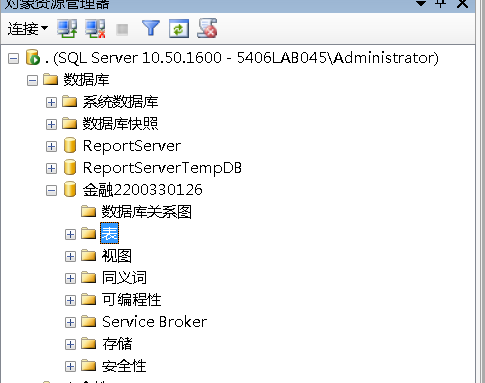 对象资源管理器
连接
. (SQL Server 10.50.1600 - 5406LAB045\Administrator)
数据库
系统数据库
数据库快照
ReportServer
ReportServerTempDB
金融2200330126
数据库关系图
表
视图
同义词
可编程性
Service Broker
存储
安全性